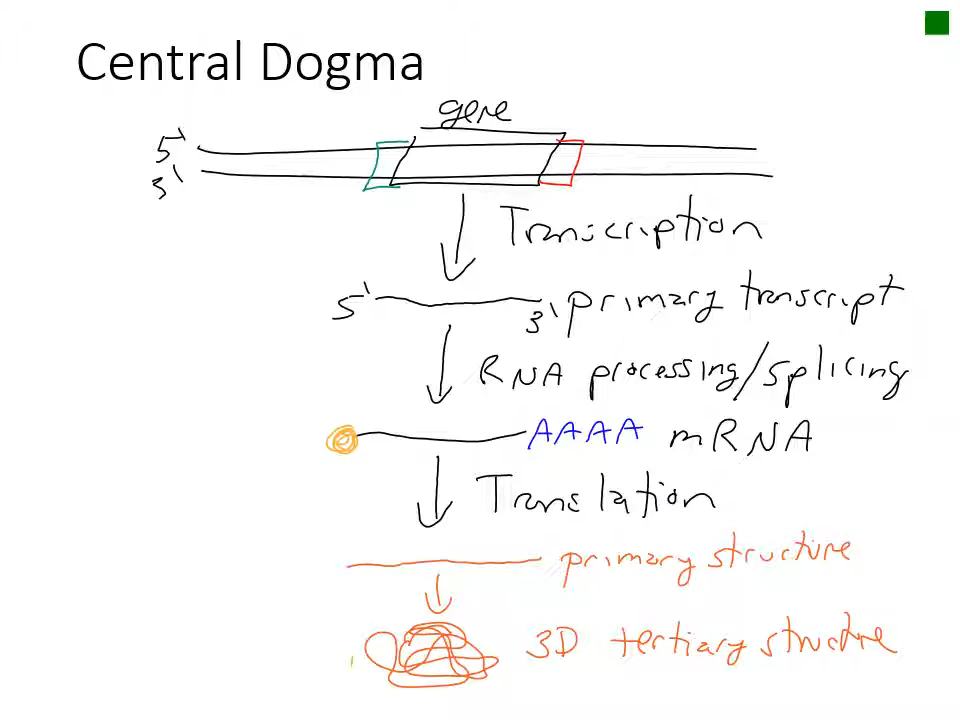 Central Dogma
gene
5'
3'
Transcription
5' 3' primary transcript
RNA processing/splicing
AAAA mRNA
Translation
primary structure
3D tertiary structure